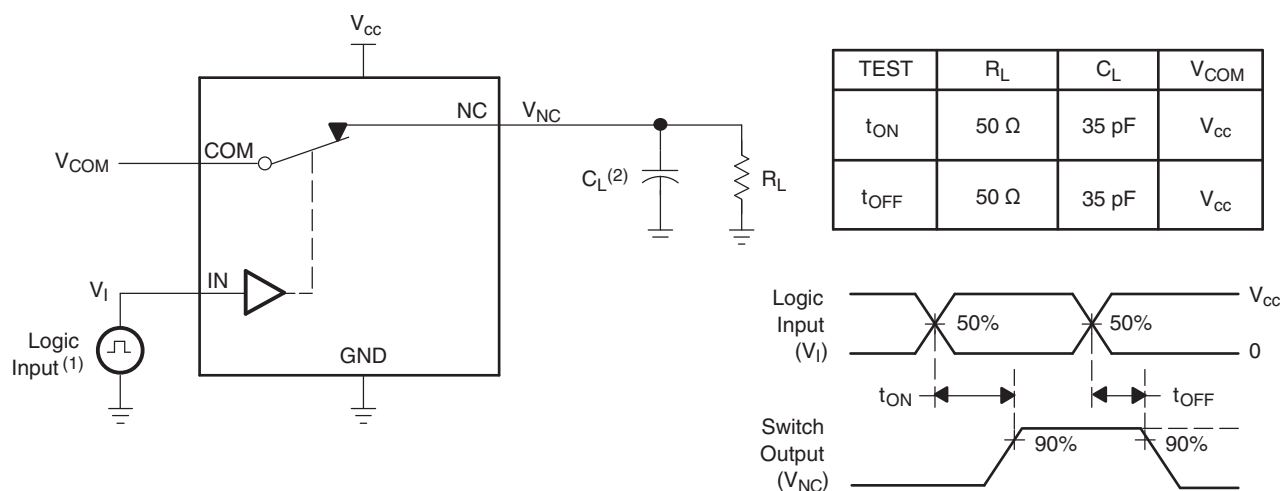 Vcc
NC
VNC
COM
VCOM
CL(2)
RL
IN
VI
Logic
Input(1)
GND
TEST RL CL VCOM
tON 50 Ω 35 pF Vcc
tOFF 50 Ω 35 pF Vcc
Logic
Input
(VI)
50%
50%
Vcc
0
tON
tOFF
Switch
Output
(VNC)
90%
90%